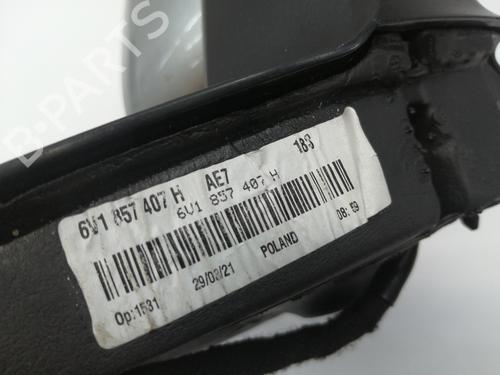 B-PARTS
6V1 857 407 H AE7 183
6V1 857 407 H
Op:1531 29/03/21 POLAND 08:59